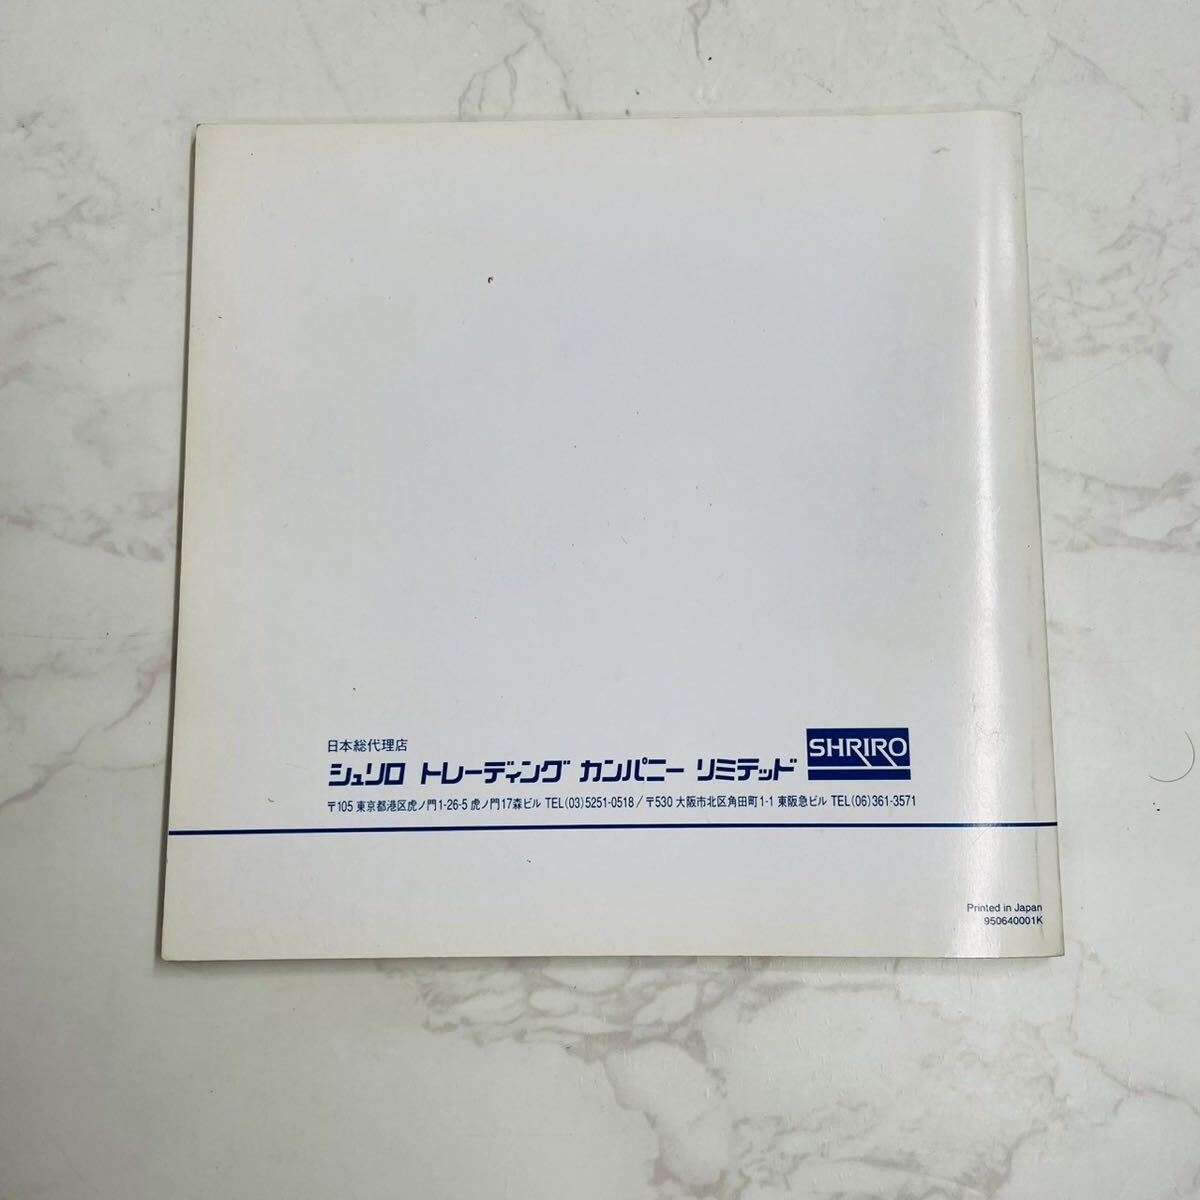 日本総代理店
シュリロ トレーディング カンパニー リミテッド SHRIRO
〒105 東京都港区虎ノ門1-26-5 虎ノ門17森ビル TEL(03)5251-0518/〒530 大阪市北区角田町1-1 東阪急ビル TEL(06)361-3571
Printed in Japan
950640001K